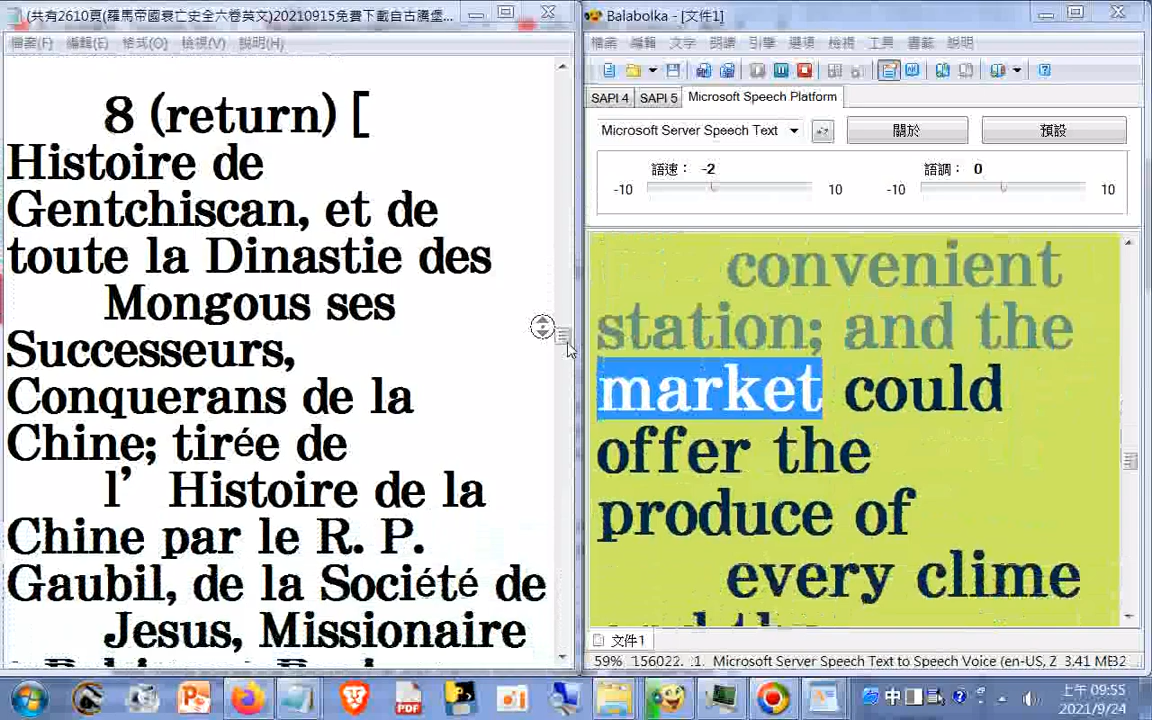 (共有2610頁(羅馬帝國衰亡史全六卷英文)20210915免費下載自古騰堡...
檔案(F) 編輯(E) 格式(O) 檢視(V) 說明(H)
8 (return) [
Histoire de
Gentchiscan, et de
toute la Dinastie des
Mongous ses
Successeurs,
Conquerans de la
Chine; tirée de
l’ Histoire de la
Chine par le R. P.
Gaubil, de la Société de
Jesus, Missionaire
Balabolka - [文件1]
檔案 編輯 文字 朗讀 引擎 選項 檢視 工具 書籤 說明
SAPI 4 SAPI 5 Microsoft Speech Platform
Microsoft Server Speech Text 關於 預設
語速： -2 語調： 0
-10 10 -10 10
convenient
station; and the
market could
offer the
produce of
every clime
文件1
59% 156022. .1. Microsoft Server Speech Text to Speech Voice (en-US, Z 3.41 MB32
中
上午 09:55
2021/9/24